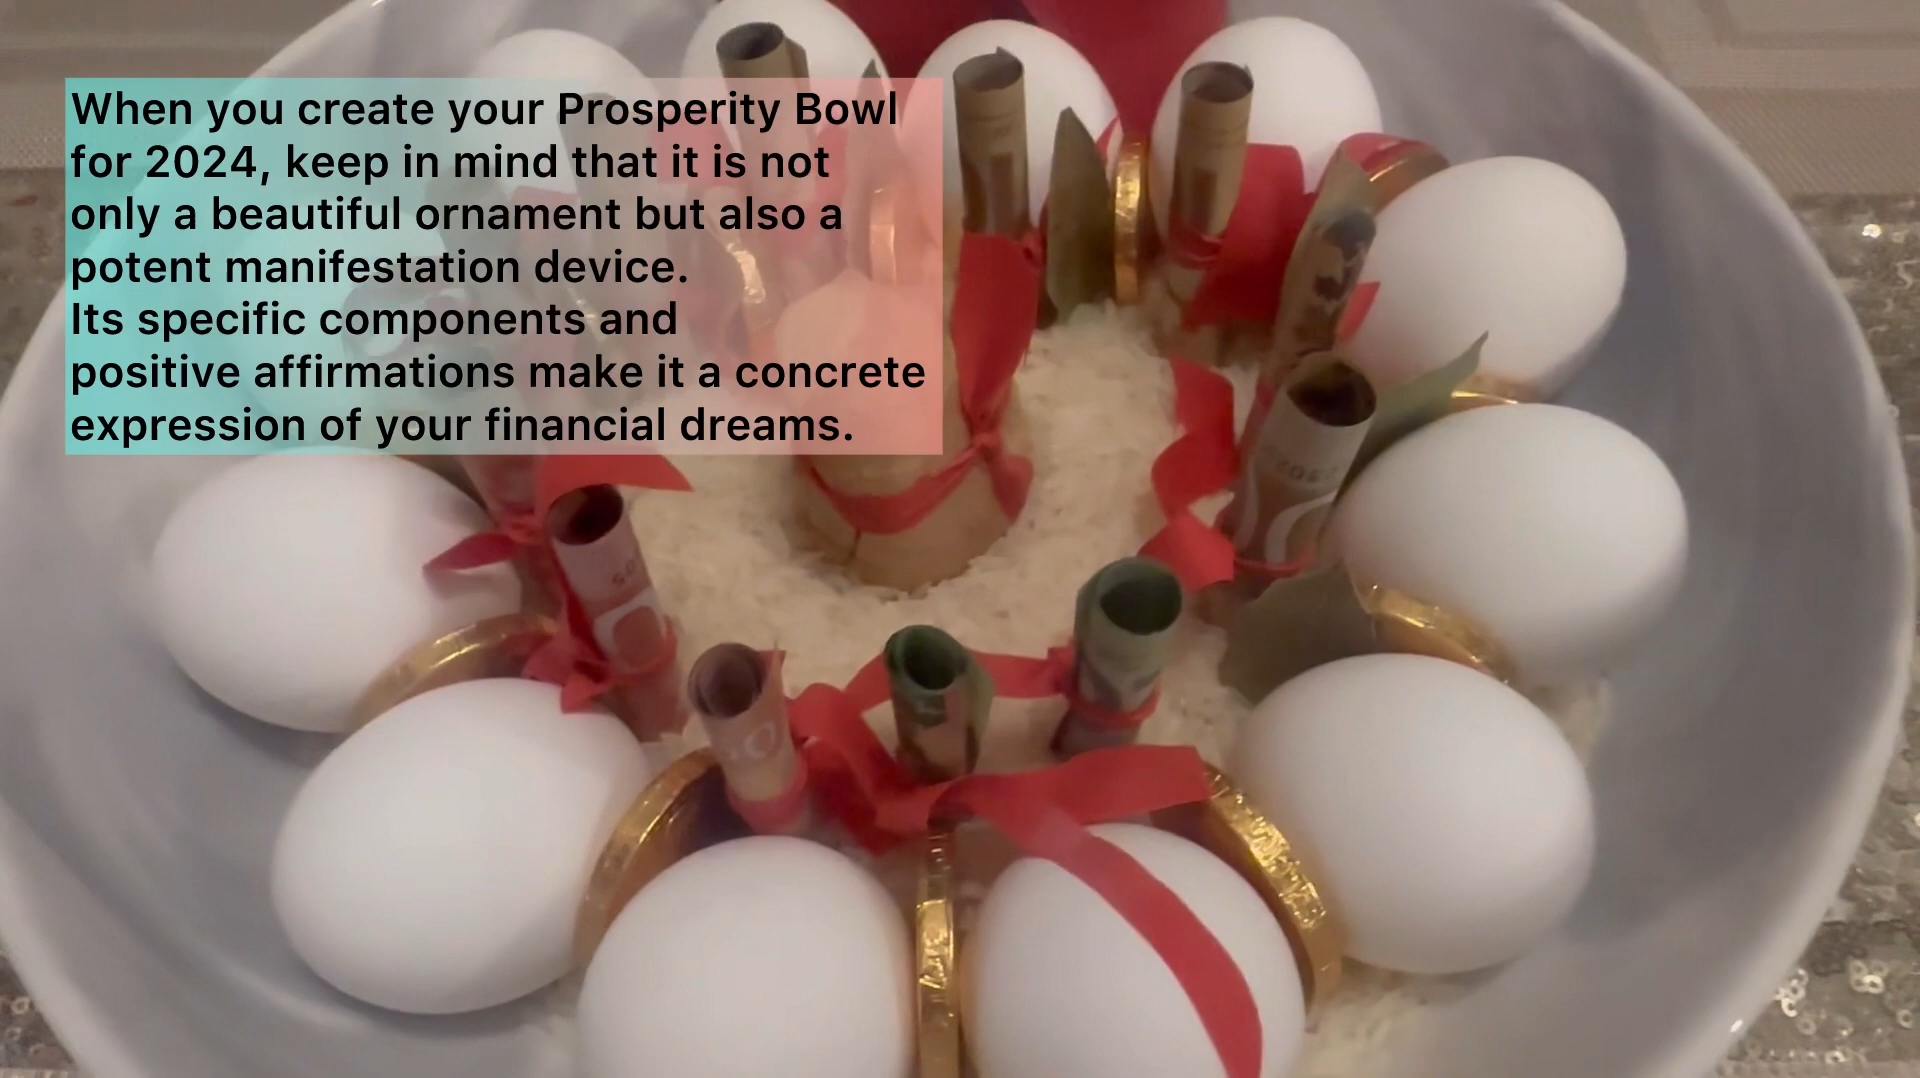 When you create your Prosperity Bowl
for 2024, keep in mind that it is not
only a beautiful ornament but also a
potent manifestation device.
Its specific components and
positive affirmations make it a concrete
expression of your financial dreams.